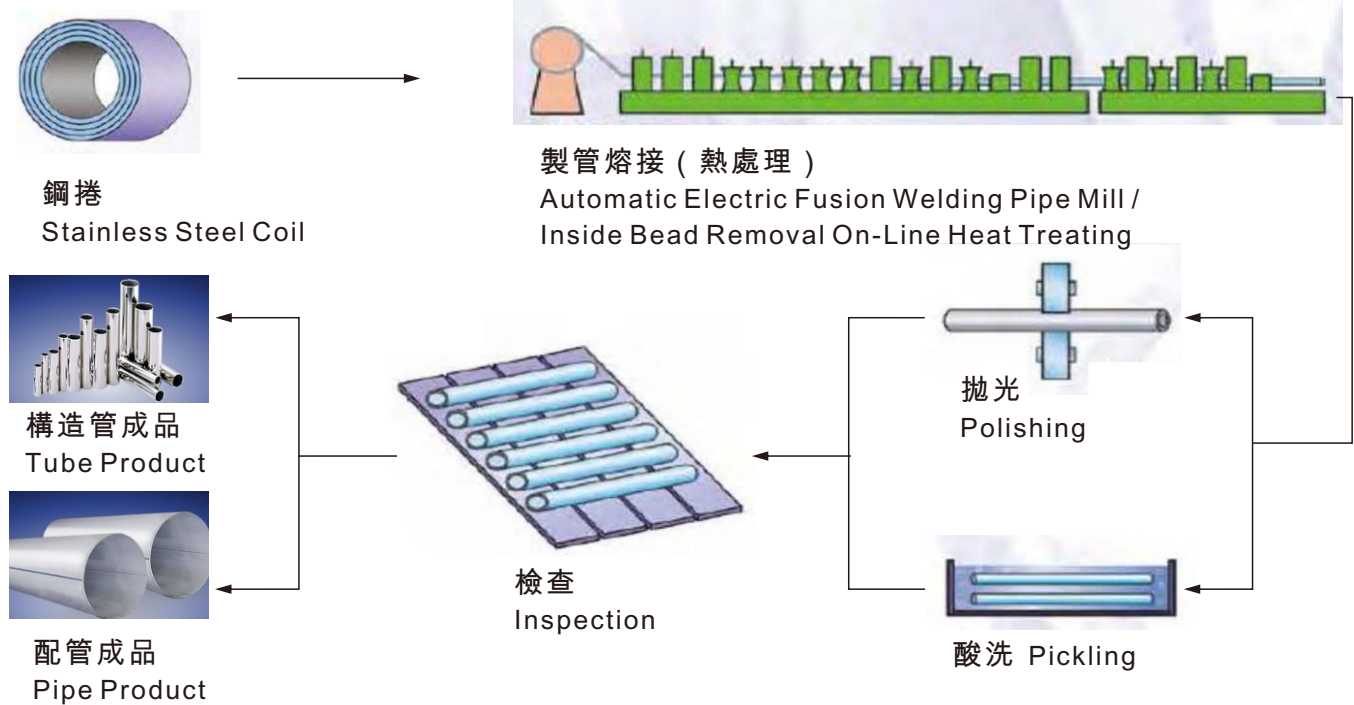 鋼捲
Stainless Steel Coil
製管熔接（熱處理）
Automatic Electric Fusion Welding Pipe Mill /
Inside Bead Removal On-Line Heat Treating
拋光
Polishing
酸洗 Pickling
檢查
Inspection
構造管成品
Tube Product
配管成品
Pipe Product